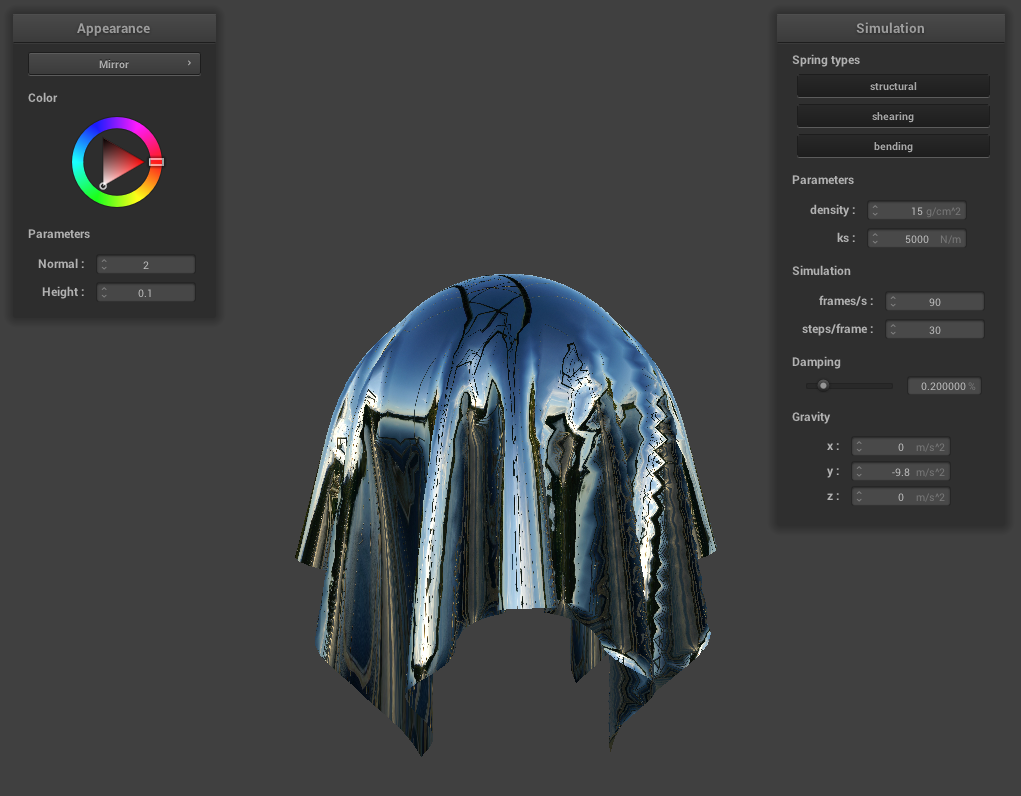 Appearance
Mirror ›
Color
Parameters
Normal : 2
Height : 0.1
Simulation
Spring types
structural
shearing
bending
Parameters
density : 15 g/cm^2
ks : 5000 N/m
Simulation
frames/s : 90
steps/frame : 30
Damping
0.200000 %
Gravity
x : 0 m/s^2
y : -9.8 m/s^2
z : 0 m/s^2